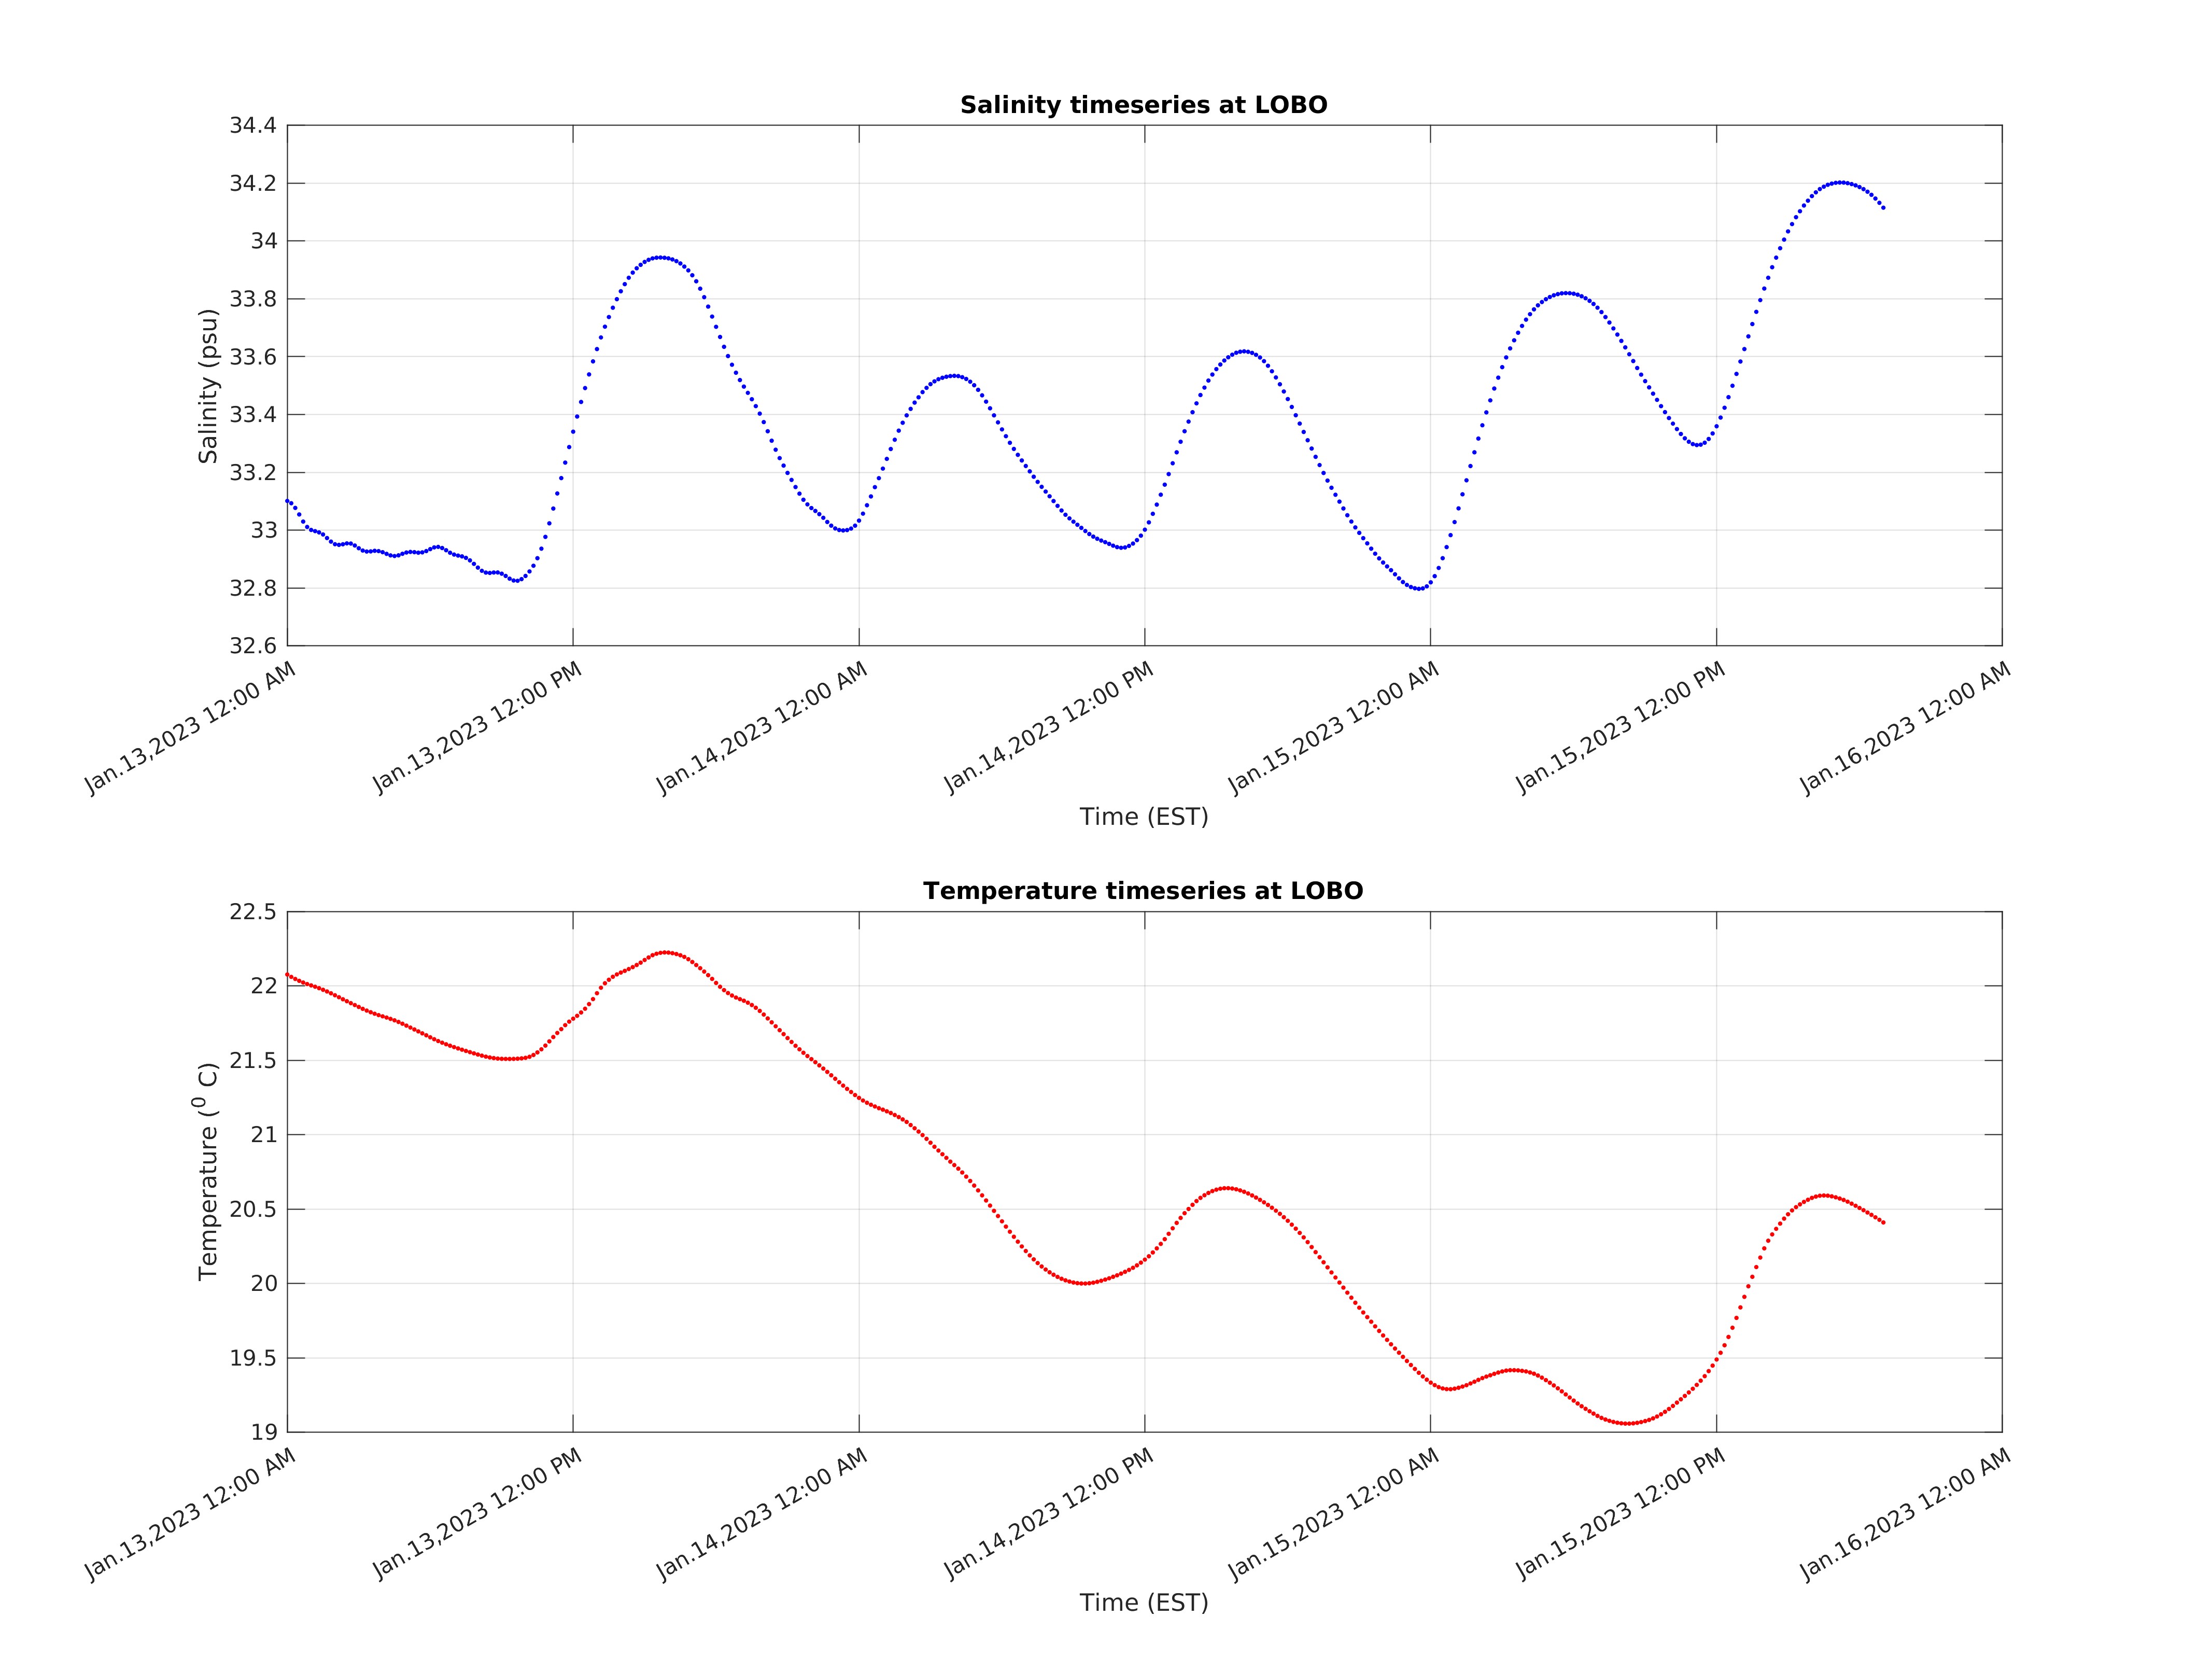 Salinity timeseries at LOBO
34.4
34.2
34
33.8
33.6
33.4
33.2
33
32.8
32.6
Salinity (psu)
Jan.13,2023 12:00 AM
Jan.13,2023 12:00 PM
Jan.14,2023 12:00 AM
Jan.14,2023 12:00 PM
Jan.15,2023 12:00 AM
Jan.15,2023 12:00 PM
Jan.16,2023 12:00 AM
Time (EST)
Temperature timeseries at LOBO
22.5
22
21.5
21
20.5
20
19.5
19
Temperature (⁰ C)
Jan.13,2023 12:00 AM
Jan.13,2023 12:00 PM
Jan.14,2023 12:00 AM
Jan.14,2023 12:00 PM
Jan.15,2023 12:00 AM
Jan.15,2023 12:00 PM
Jan.16,2023 12:00 AM
Time (EST)